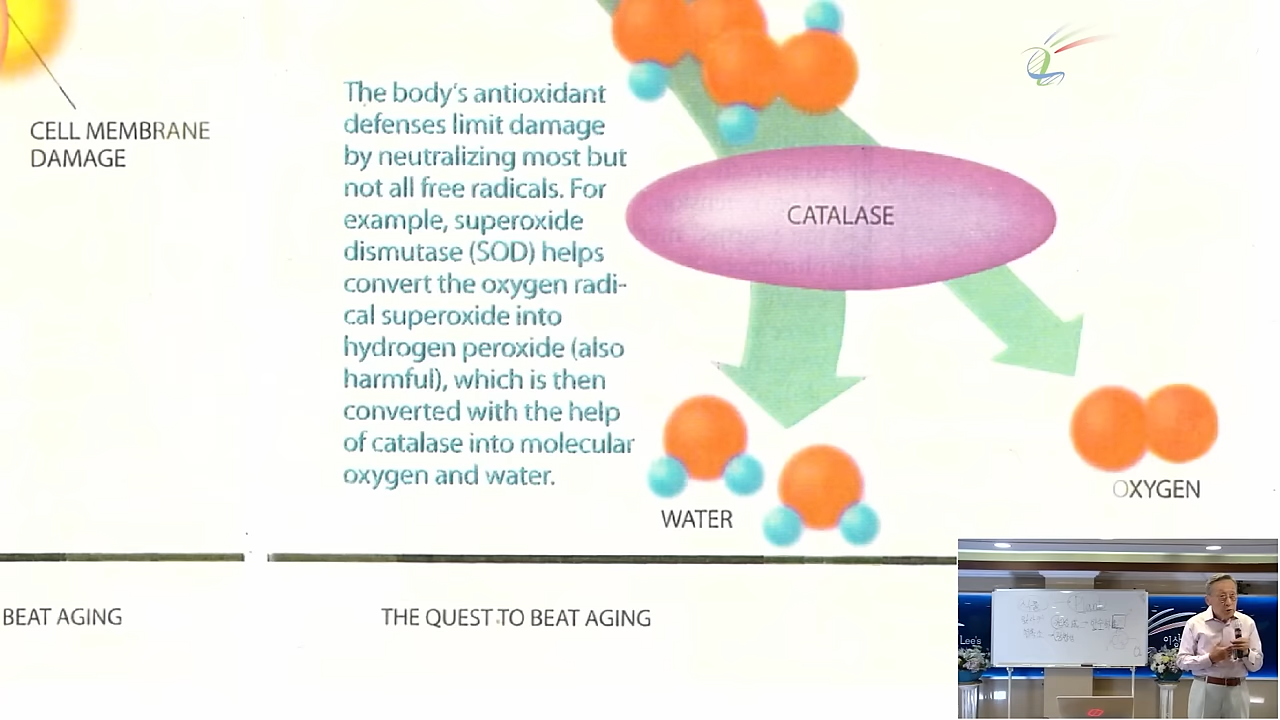 CELL MEMBRANE
DAMAGE
The body's antioxidant
defenses limit damage
by neutralizing most but
not all free radicals. For
example, superoxide
dismutase (SOD) helps
convert the oxygen radi-
cal superoxide into
hydrogen peroxide (also
harmful), which is then
converted with the help
of catalase into molecular
oxygen and water.
CATALASE
WATER
OXYGEN
BEAT AGING
THE QUEST TO BEAT AGING
Lee's
이상